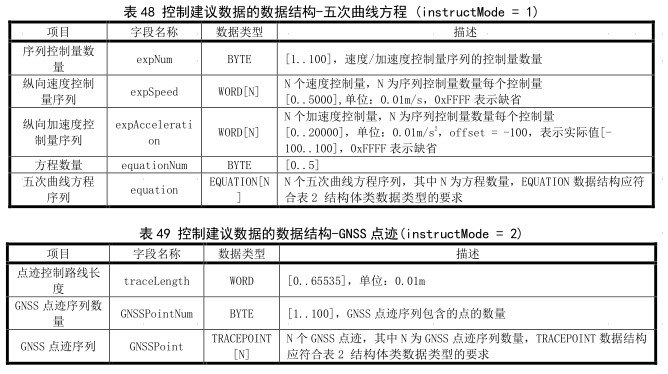 表 48 控制建议数据的数据结构-五次曲线方程 (instructMode = 1)
项目 字段名称 数据类型 描述
序列控制量数
量 expNum BYTE [1..100]，速度/加速度控制量序列的控制量数量
纵向速度控制
量序列 expSpeed WORD[N] N 个速度控制量，N 为序列控制量数量每个控制量
[0..5000],单位：0.01m/s，0xFFFF 表示缺省
纵向加速度控
制量序列 expAccelerati
on WORD[N] N 个加速度控制量，N 为序列控制量数量每个控制量
[0..20000]，单位：0.01m/s²，offset = -100，表示实际值[-
100..100]，0xFFFF 表示缺省
方程数量 equationNum BYTE [0..5]
五次曲线方程
序列 equation EQUATION[N
] N 个五次曲线方程序列，其中 N 为方程数量，EQUATION 数据结构应符
合表 2 结构体类数据类型的要求
表 49 控制建议数据的数据结构-GNSS 点迹(instructMode = 2)
项目 字段名称 数据类型 描述
点迹控制路线长
度 traceLength WORD [0..65535]，单位：0.01m
GNSS 点迹序列数
量 GNSSPointNum BYTE [1..100]，GNSS 点迹序列包含的点的数量
GNSS 点迹序列 GNSSPoint TRACEPOINT
[N] N 个 GNSS 点迹，其中 N 为 GNSS 点迹序列数量，TRACEPOINT 数据结构
应符合表 2 结构体类数据类型的要求